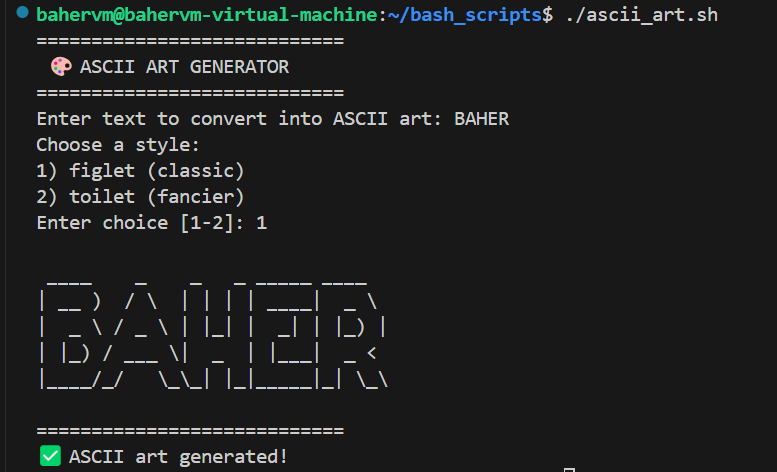 bahervm@bahervm-virtual-machine:~/bash_scripts$ ./ascii_art.sh
============================
🎨 ASCII ART GENERATOR
============================
Enter text to convert into ASCII art: BAHER
Choose a style:
1) figlet (classic)
2) toilet (fancier)
Enter choice [1-2]: 1
 ____    _    _   _ _____ ____
| __ )  / \  | | | | ____|  _ \
|  _ \ / _ \ | |_| |  _| | |_) |
| |_) / ___ \|  _  | |___|  _ <
|____/_/   \_\_| |_|_____|_| \_\
============================
✅ ASCII art generated!